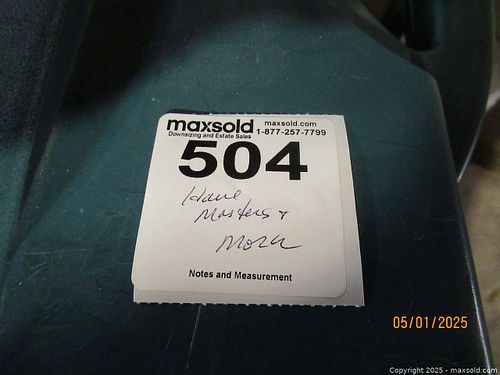 maxsold maxsold.com
Downsizing and Estate Sales 1-877-257-7799
504
Masters +
More
Notes and Measurement
05/01/2025
Copyright 2025 - maxsold.com